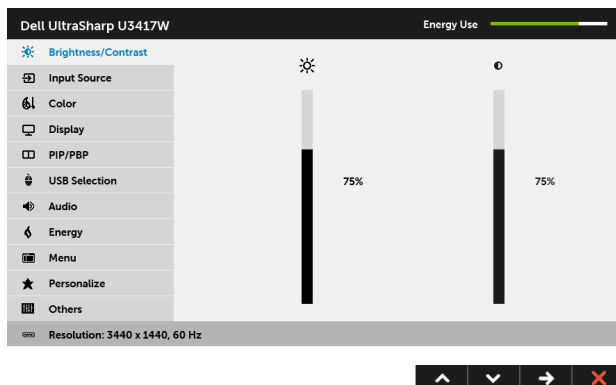 Dell UltraSharp U3417W
Energy Use
Brightness/Contrast
Input Source
Color
Display
PIP/PBP
USB Selection
Audio
Energy
Menu
Personalize
Others
75%
75%
Resolution: 3440 x 1440, 60 Hz